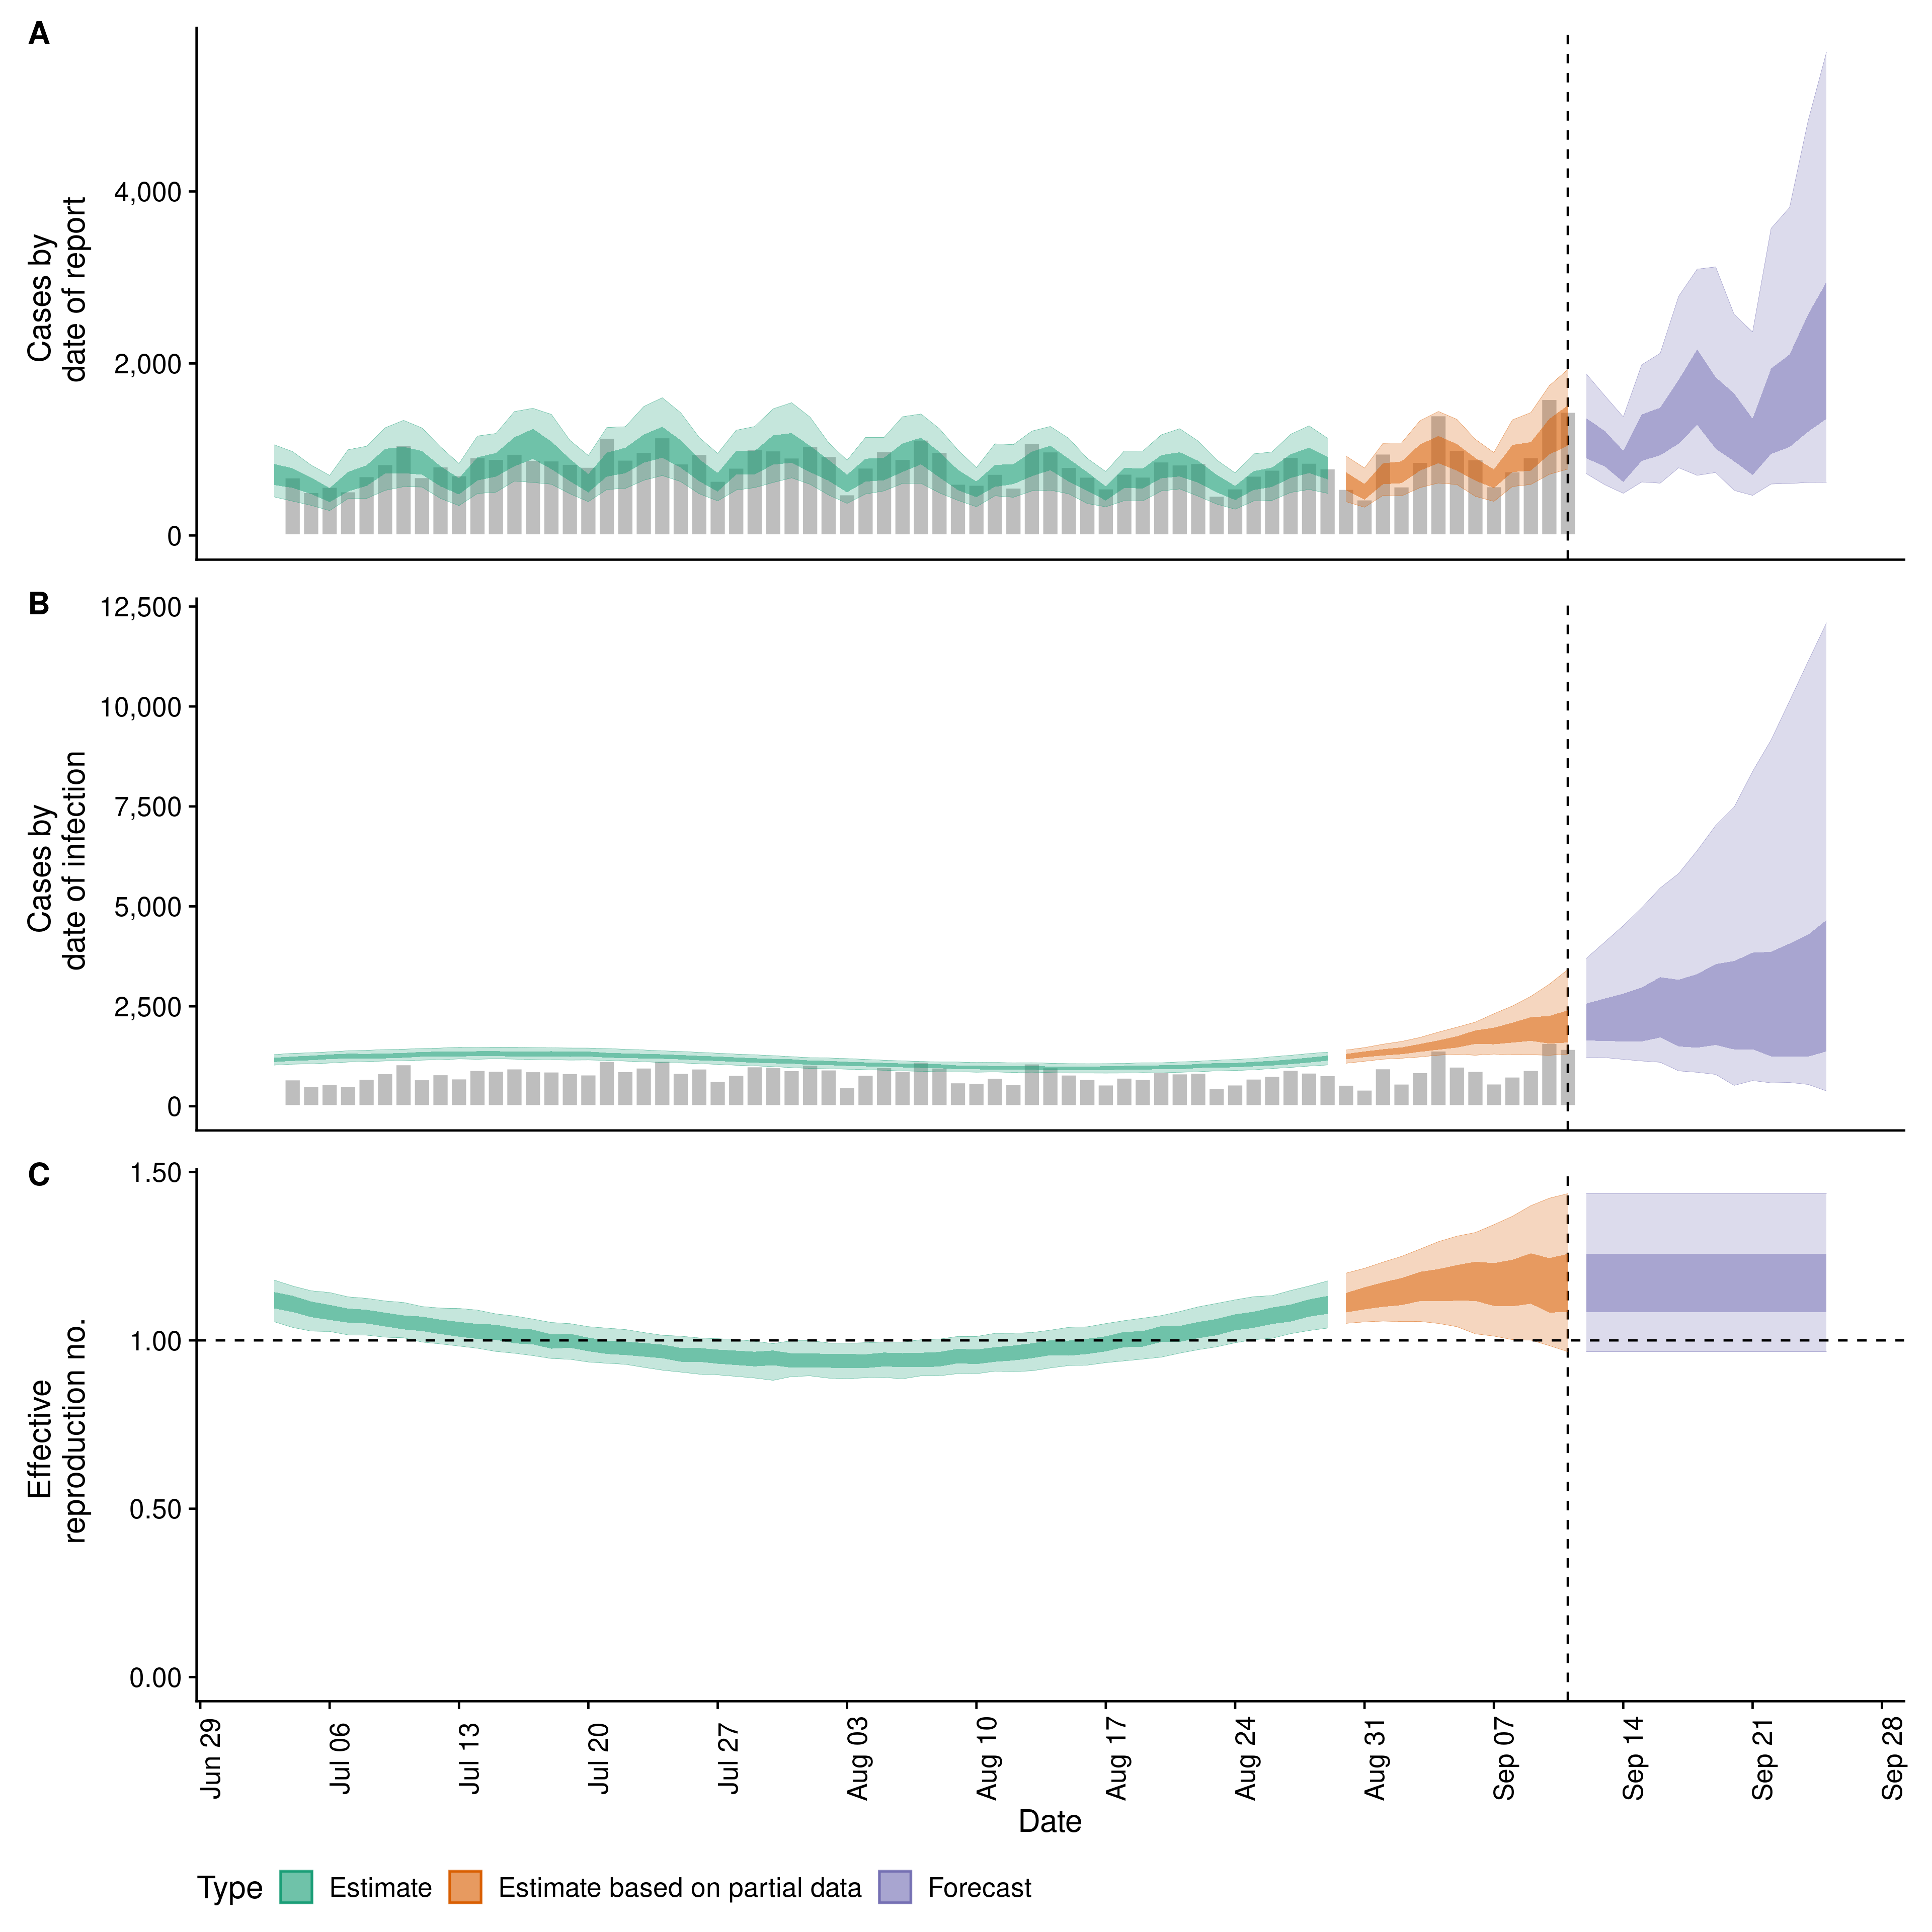 A
Cases by
date of report
4,000
2,000
0
B
Cases by
date of infection
12,500
10,000
7,500
5,000
2,500
0
C
Effective
reproduction no.
1.50
1.00
0.50
0.00
Jun 29
Jul 06
Jul 13
Jul 20
Jul 27
Aug 03
Aug 10
Aug 17
Aug 24
Aug 31
Sep 07
Sep 14
Sep 21
Sep 28
Date
Type Estimate Estimate based on partial data Forecast